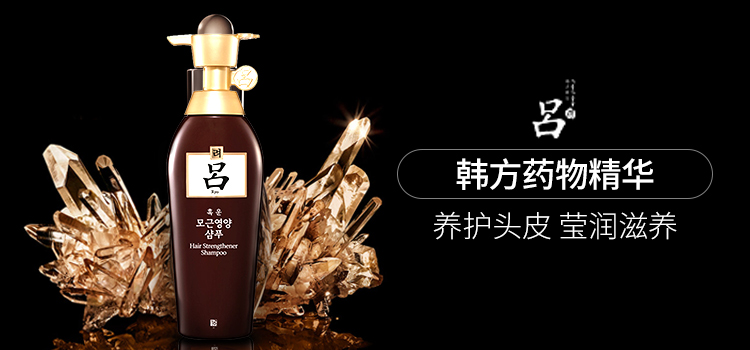 려
呂
Ryo
흑운
모근영양
샴푸
Hair Strengthener
Shampoo
呂
韩方药物精华
养护头皮 莹润滋养